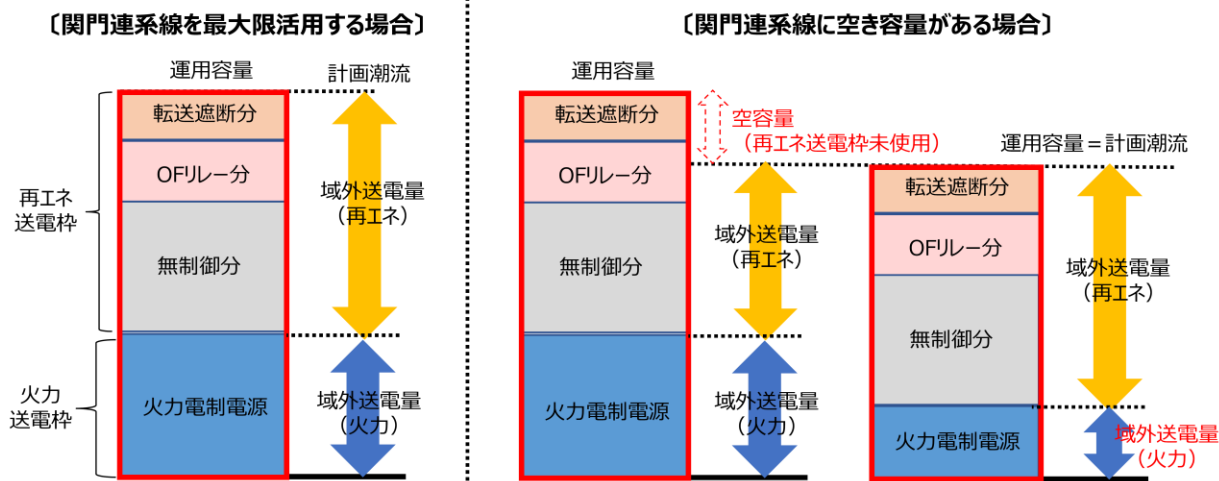 〔関門連系線を最大限活用する場合〕
運用容量
計画潮流
転送遮断分
OFリレー分
無制御分
火力電制電源
再エネ
送電枠
火力
送電枠
域外送電量
（再エネ）
域外送電量
（火力）
〔関門連系線に空き容量がある場合〕
運用容量
転送遮断分
OFリレー分
無制御分
火力電制電源
空容量
（再エネ送電枠未使用）
域外送電量
（再エネ）
域外送電量
（火力）
運用容量＝計画潮流
転送遮断分
OFリレー分
無制御分
火力電制電源
域外送電量
（再エネ）
域外送電量
（火力）